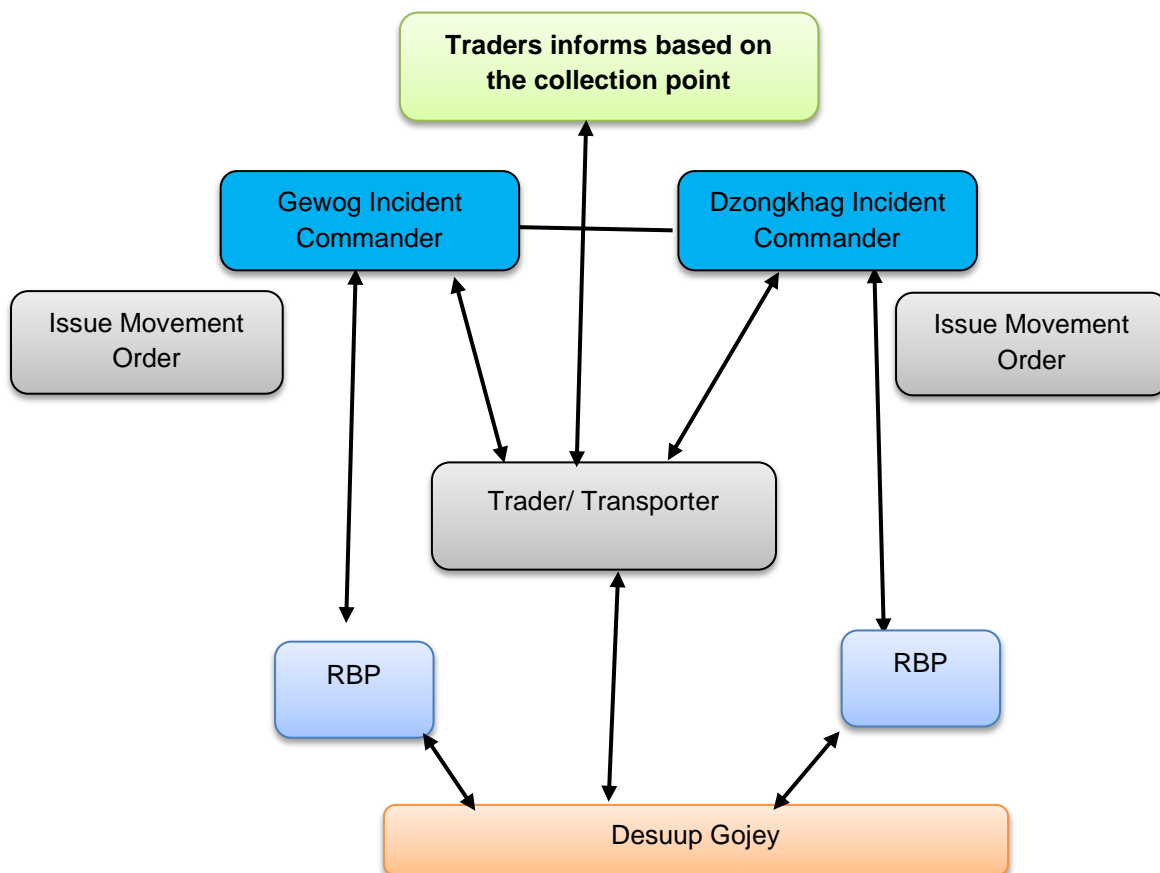 Traders informs based on
the collection point
Gewog Incident
Commander
Dzongkhag Incident
Commander
Issue Movement
Order
Issue Movement
Order
Trader/ Transporter
RBP
RBP
Desuup Gojey